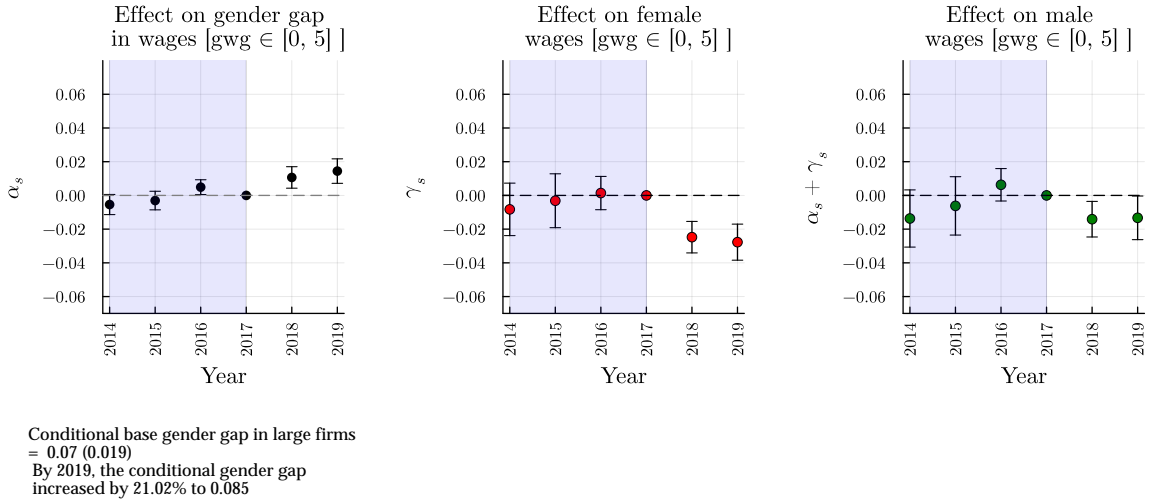 Effect on gender gap
in wages [gwg ∈ [0, 5] ]
α_s
0.06
0.04
0.02
0.00
−0.02
−0.04
−0.06
2014
2015
2016
2017
2018
2019
Year
Effect on female
wages [gwg ∈ [0, 5] ]
γ_s
0.06
0.04
0.02
0.00
−0.02
−0.04
−0.06
2014
2015
2016
2017
2018
2019
Year
Effect on male
wages [gwg ∈ [0, 5] ]
α_s + γ_s
0.06
0.04
0.02
0.00
−0.02
−0.04
−0.06
2014
2015
2016
2017
2018
2019
Year
Conditional base gender gap in large firms
= 0.07 (0.019)
By 2019, the conditional gender gap
increased by 21.02% to 0.085